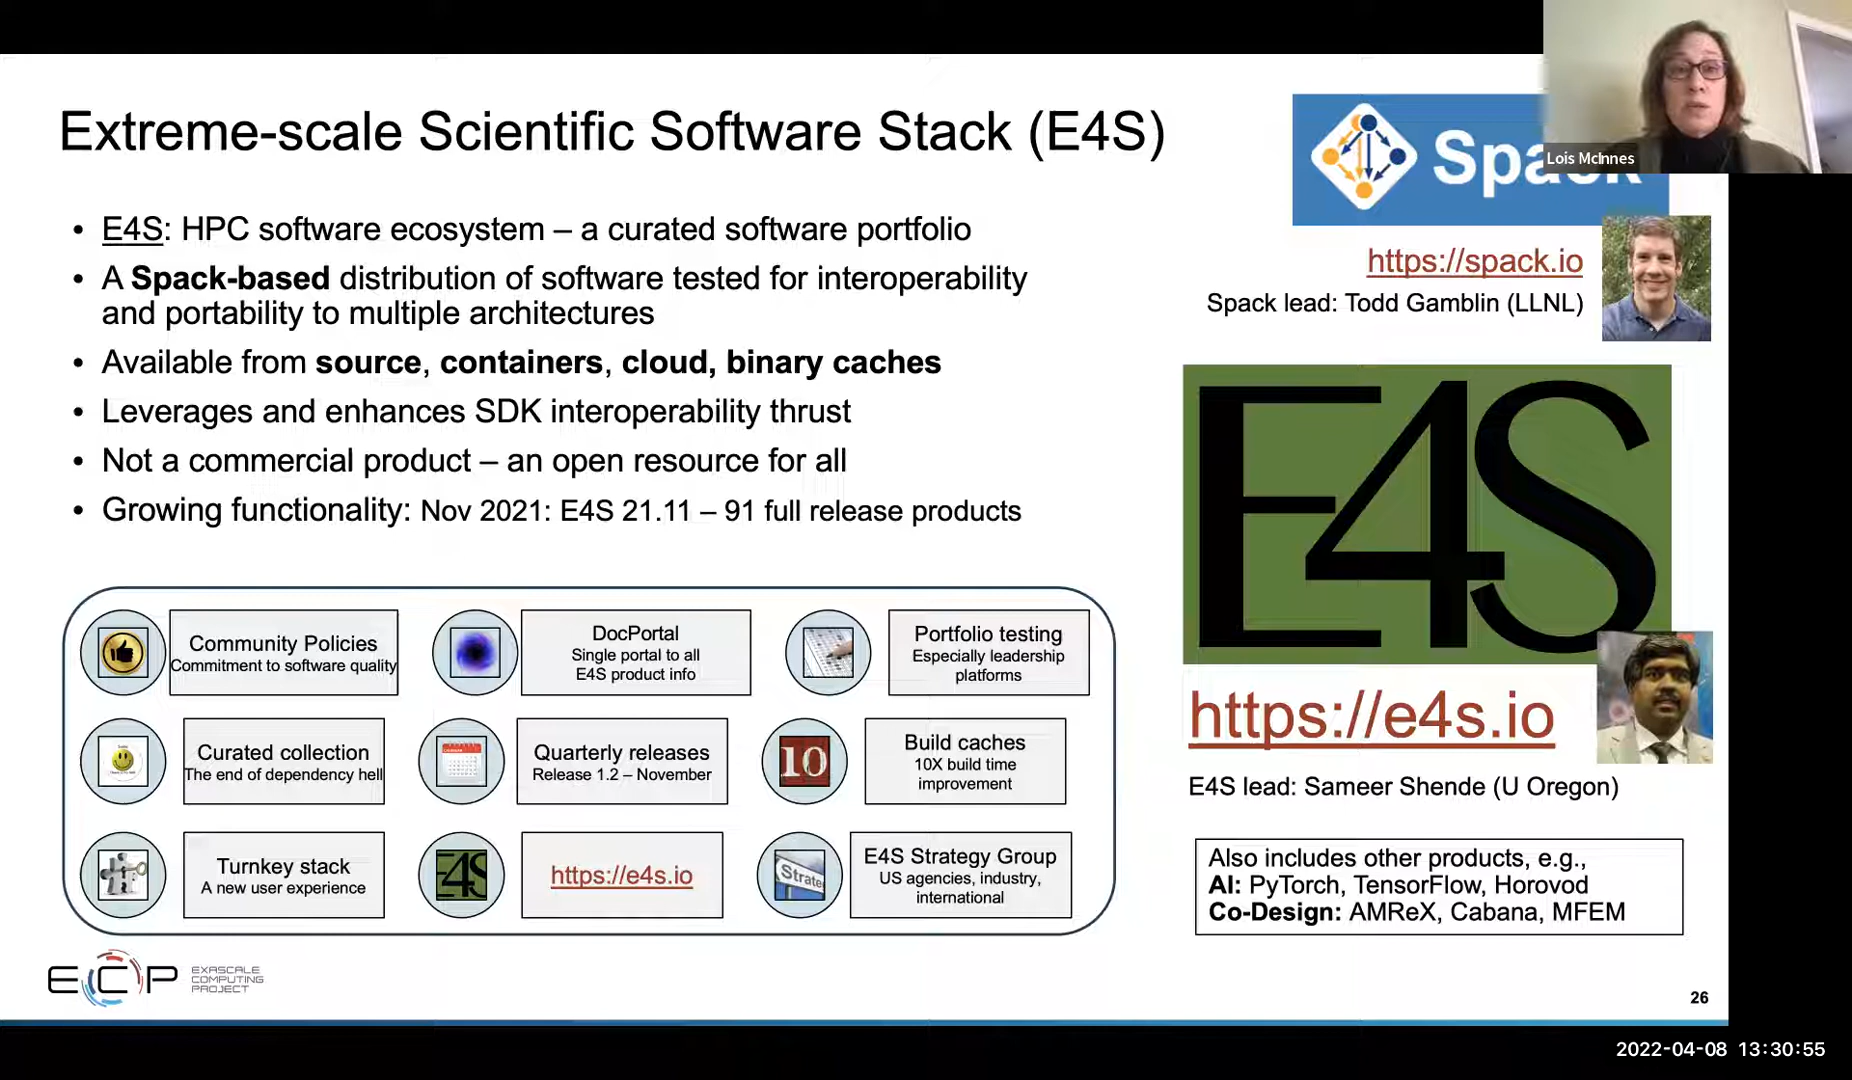 Extreme-scale Scientific Software Stack (E4S)
• E4S: HPC software ecosystem – a curated software portfolio
• A Spack-based distribution of software tested for interoperability
and portability to multiple architectures
• Available from source, containers, cloud, binary caches
• Leverages and enhances SDK interoperability thrust
• Not a commercial product – an open resource for all
• Growing functionality: Nov 2021: E4S 21.11 – 91 full release products
Spack
Lois McInnes
https://spack.io
Spack lead: Todd Gamblin (LLNL)
E4S
https://e4s.io
E4S lead: Sameer Shende (U Oregon)
Also includes other products, e.g.,
AI: PyTorch, TensorFlow, Horovod
Co-Design: AMReX, Cabana, MFEM
Community Policies
Commitment to software quality
DocPortal
Single portal to all
E4S product info
Portfolio testing
Especially leadership
platforms
Curated collection
The end of dependency hell
Quarterly releases
Release 1.2 – November
10
Build caches
10X build time
improvement
Turnkey stack
A new user experience
E4S
https://e4s.io
Strate
E4S Strategy Group
US agencies, industry,
international
ECP
EXASCALE
COMPUTING
PROJECT
26
2022-04-08 13:30:55